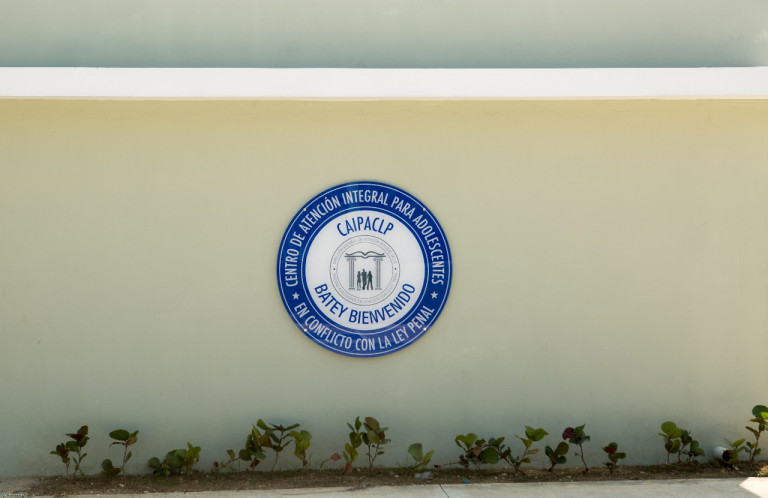 CENTRO DE ATENCIÓN INTEGRAL PARA ADOLESCENTES
CAIPACLP
BATEY BIENVENIDO
EN CONFLICTO CON LA LEY PENAL